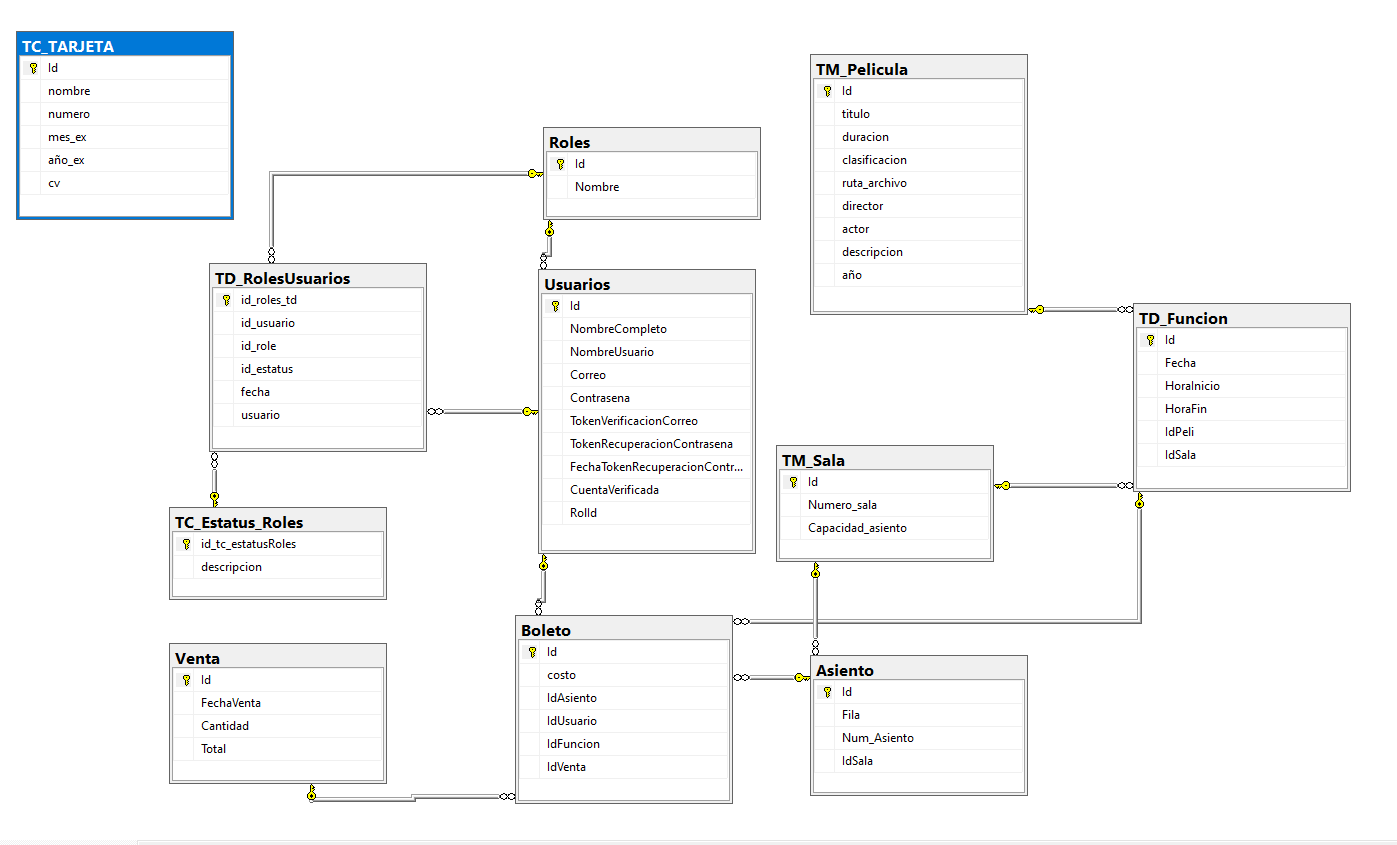 TC_TARJETA
Id
nombre
numero
mes_ex
año_ex
cv
TM_Pelicula
Id
titulo
duracion
clasificacion
ruta_archivo
director
actor
descripcion
año
Roles
Id
Nombre
TD_RolesUsuarios
id_roles_td
id_usuario
id_role
id_estatus
fecha
usuario
Usuarios
Id
NombreCompleto
NombreUsuario
Correo
Contrasena
TokenVerificacionCorreo
TokenRecuperacionContrasena
FechaTokenRecuperacionContr...
CuentaVerificada
RolId
TD_Funcion
Id
Fecha
HoraInicio
HoraFin
IdPeli
IdSala
TM_Sala
Id
Numero_sala
Capacidad_asiento
TC_Estatus_Roles
id_tc_estatusRoles
descripcion
Venta
Id
FechaVenta
Cantidad
Total
Boleto
Id
costo
IdAsiento
IdUsuario
IdFuncion
IdVenta
Asiento
Id
Fila
Num_Asiento
IdSala